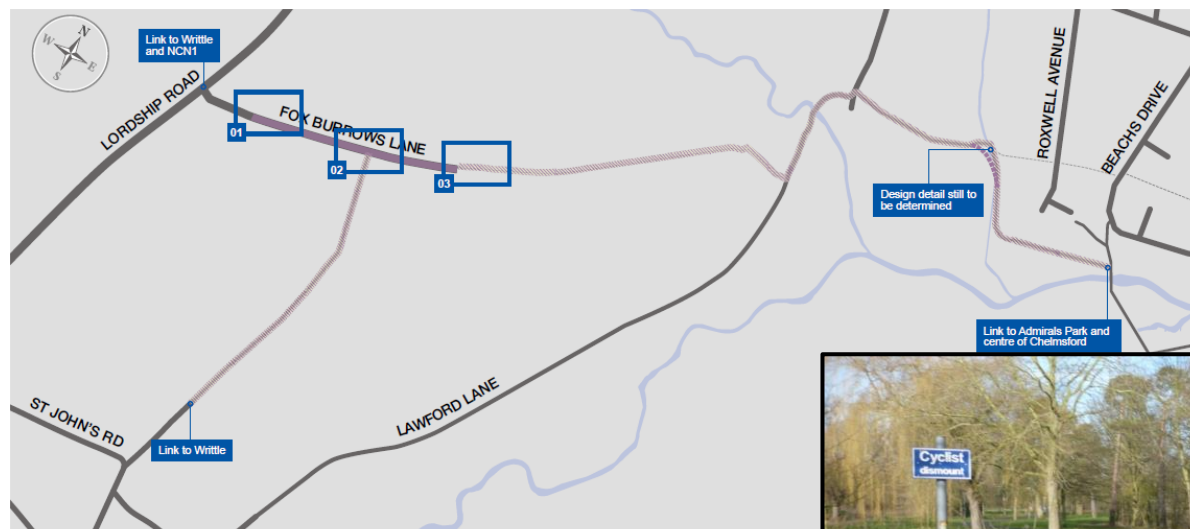 N
W
E
S
Link to Writtle
and NCN1
LORDSHIP ROAD
FOX BURROWS LANE
01
02
03
ROXWELL AVENUE
BEACHS DRIVE
Design detail still to
be determined
Link to Admirals Park and
centre of Chelmsford
ST JOHN'S RD
Link to Writtle
LAWFORD LANE
Cyclist
dismount